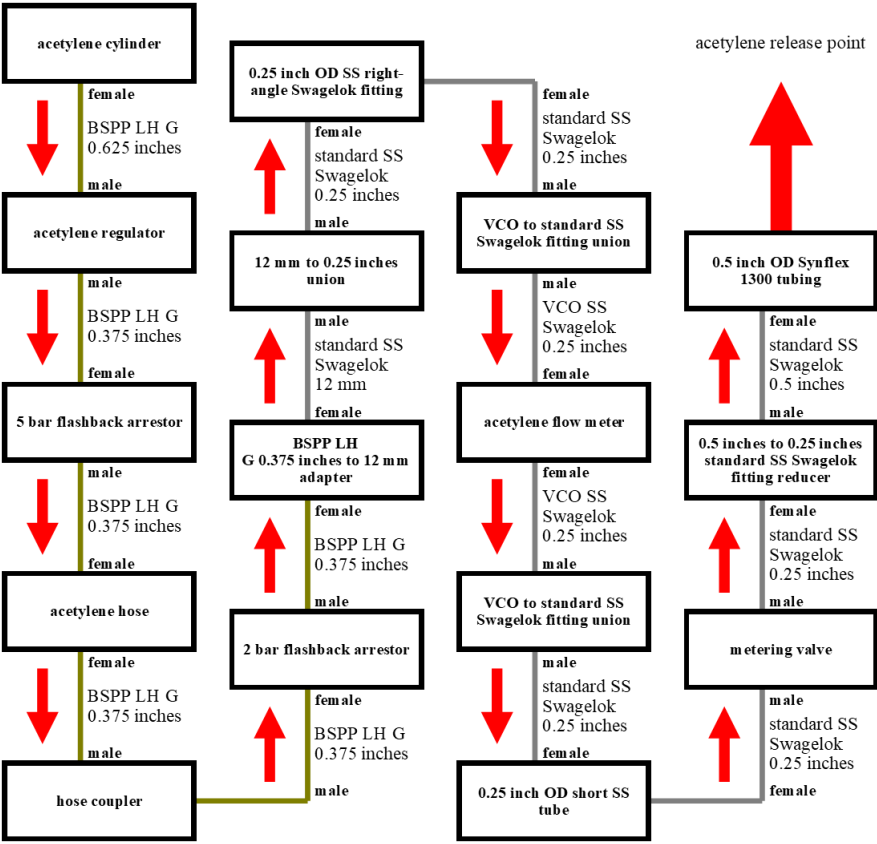 acetylene cylinder
female
BSPP LH G
0.625 inches
male
acetylene regulator
male
BSPP LH G
0.375 inches
female
5 bar flashback arrestor
male
BSPP LH G
0.375 inches
female
acetylene hose
female
BSPP LH G
0.375 inches
male
hose coupler
male
BSPP LH G
0.375 inches
female
2 bar flashback arrestor
male
BSPP LH G
0.375 inches
female
BSPP LH
G 0.375 inches to 12 mm
adapter
female
standard SS
Swagelok
12 mm
male
12 mm to 0.25 inches
union
male
standard SS
Swagelok
0.25 inches
female
0.25 inch OD SS right-
angle Swagelok fitting
female
standard SS
Swagelok
0.25 inches
male
VCO to standard SS
Swagelok fitting union
male
VCO SS
Swagelok
0.25 inches
female
acetylene flow meter
female
VCO SS
Swagelok
0.25 inches
male
VCO to standard SS
Swagelok fitting union
male
standard SS
Swagelok
0.25 inches
female
0.25 inch OD short SS
tube
female
standard SS
Swagelok
0.25 inches
male
metering valve
male
standard SS
Swagelok
0.25 inches
female
0.5 inches to 0.25 inches
standard SS Swagelok
fitting reducer
male
standard SS
Swagelok
0.5 inches
female
0.5 inch OD Synflex
1300 tubing
acetylene release point